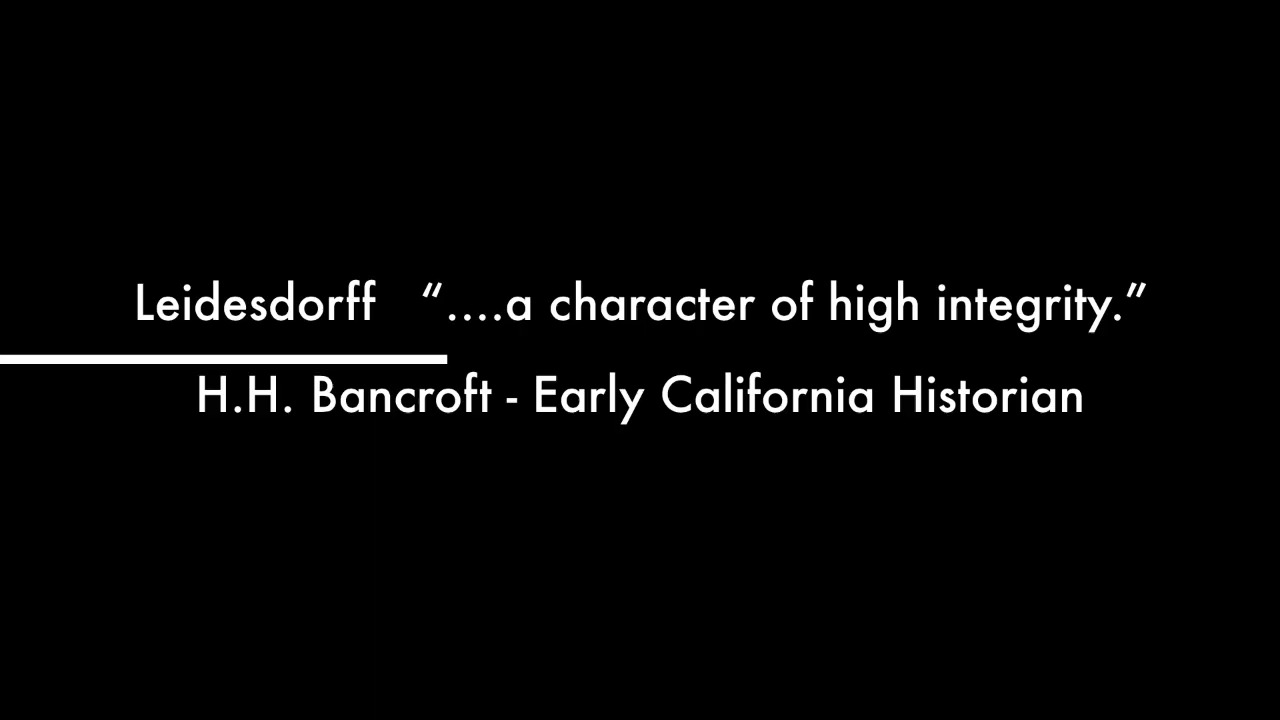 Leidesdorff “....a character of high integrity.”
H.H. Bancroft - Early California Historian